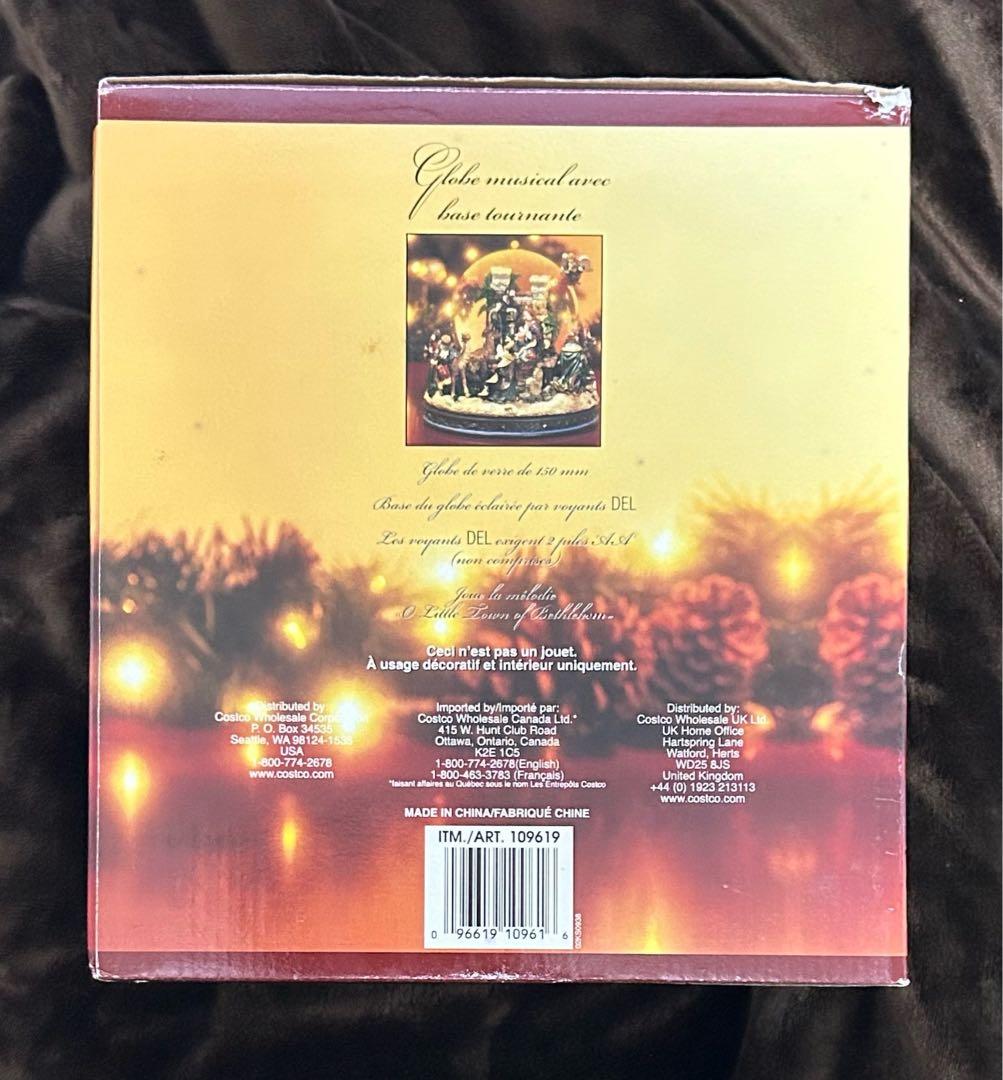 Globe musical avec
base tournante
Globe de verre de 150 mm
Base du globe éclairée par voyants DEL
Les voyants DEL exigent 2 piles AA
(non comprises)
Joue la mélodie
O Little Town of Bethlehem
Ceci n'est pas un jouet.
À usage décoratif et intérieur uniquement.
Distributed by:
Costco Wholesale Corporation
P. O. Box 34535
Seattle, WA 98124-1535
USA
1-800-774-2678
www.costco.com
Imported by/Importé par:
Costco Wholesale Canada Ltd.*
415 W. Hunt Club Road
Ottawa, Ontario, Canada
K2E 1C5
1-800-774-2678(English)
1-800-463-3783 (Français)
*faisant affaires au Québec sous le nom Les Entrepôts Costco
Distributed by:
Costco Wholesale UK Ltd.
UK Home Office
Hartspring Lane
Watford, Herts
WD25 8JS
United Kingdom
+44 (0) 1923 213113
www.costco.com
MADE IN CHINA/FABRIQUÉ CHINE
ITM./ART. 109619
0 96619 10961 6
02KS0938